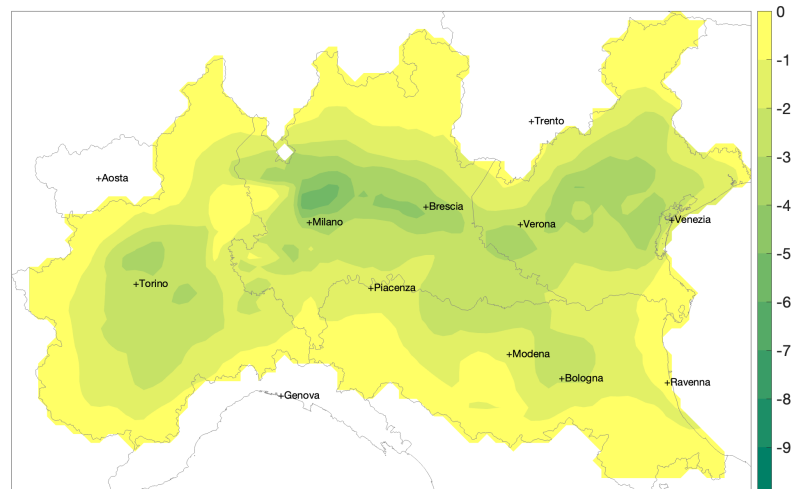 0
-1
+Trento
-2
+Aosta
-3
+Brescia
+Milano
+Verona
+Venezia
-4
-5
+Torino
+Piacenza
-6
-7
+Modena
+Bologna
+Ravenna
+Genova
-8
-9